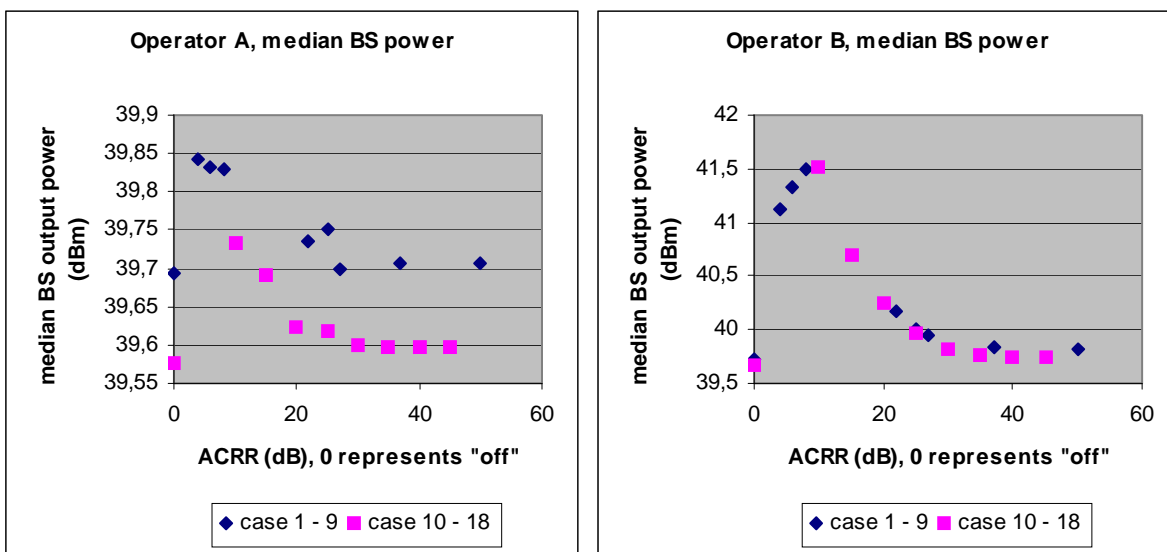 Operator A, median BS power
median BS output power
(dBm)
39,9
39,85
39,8
39,75
39,7
39,65
39,6
39,55
0
20
40
60
ACRR (dB), 0 represents "off"
case 1 - 9
case 10 - 18
Operator B, median BS power
median BS output power
(dBm)
42
41,5
41
40,5
40
39,5
0
20
40
60
ACRR (dB), 0 represents "off"
case 1 - 9
case 10 - 18